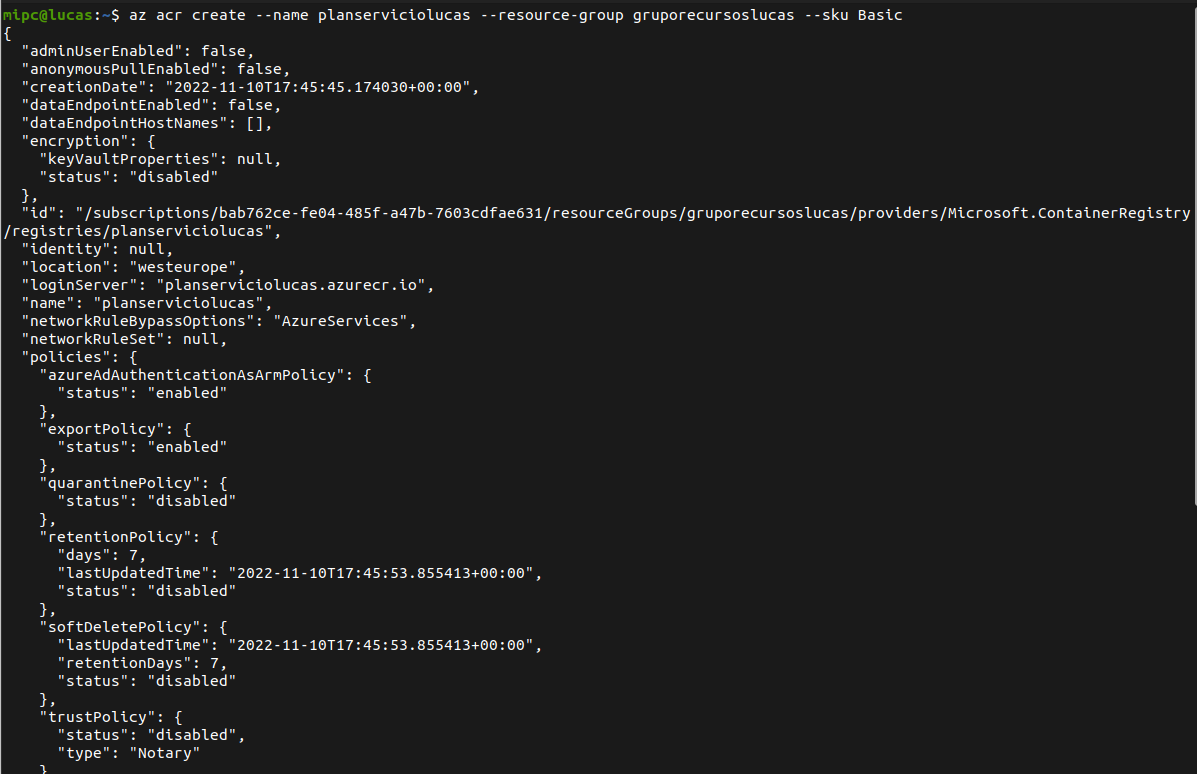 mipc@lucas:~$ az acr create --name planserviciolucas --resource-group gruporecursoslucas --sku Basic
{
  "adminUserEnabled": false,
  "anonymousPullEnabled": false,
  "creationDate": "2022-11-10T17:45:45.174030+00:00",
  "dataEndpointEnabled": false,
  "dataEndpointHostNames": [],
  "encryption": {
    "keyVaultProperties": null,
    "status": "disabled"
  },
  "id": "/subscriptions/bab762ce-fe04-485f-a47b-7603cdfae631/resourceGroups/gruporecursoslucas/providers/Microsoft.ContainerRegistry
/registries/planserviciolucas",
  "identity": null,
  "location": "westeurope",
  "loginServer": "planserviciolucas.azurecr.io",
  "name": "planserviciolucas",
  "networkRuleBypassOptions": "AzureServices",
  "networkRuleSet": null,
  "policies": {
    "azureAdAuthenticationAsArmPolicy": {
      "status": "enabled"
    },
    "exportPolicy": {
      "status": "enabled"
    },
    "quarantinePolicy": {
      "status": "disabled"
    },
    "retentionPolicy": {
      "days": 7,
      "lastUpdatedTime": "2022-11-10T17:45:53.855413+00:00",
      "status": "disabled"
    },
    "softDeletePolicy": {
      "lastUpdatedTime": "2022-11-10T17:45:53.855413+00:00",
      "retentionDays": 7,
      "status": "disabled"
    },
    "trustPolicy": {
      "status": "disabled",
      "type": "Notary"
    }